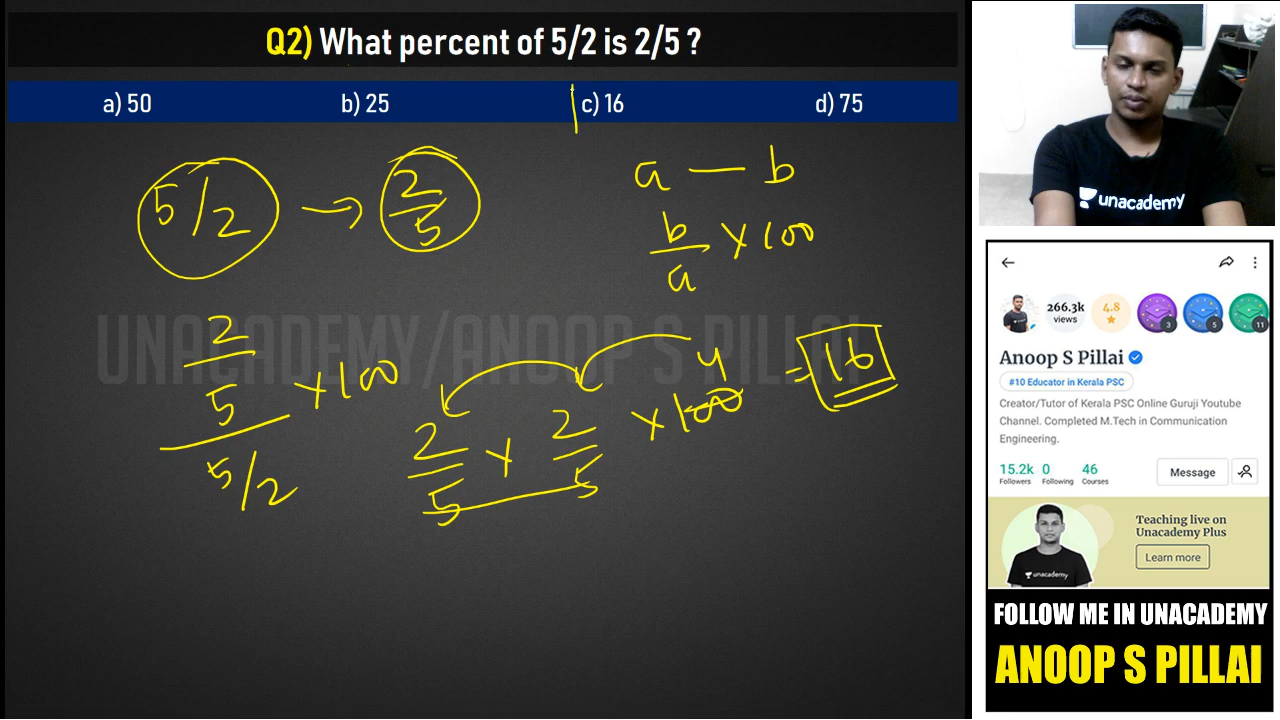 Q2) What percent of 5/2 is 2/5 ?
a) 50 b) 25 c) 16 d) 75
5/2 → 2/5
a — b
b/a × 100
UNACADEMY/ANOOP S PILLAI
2/5 / 5/2 × 100
2/5 × 2/5 × 100 4 = 16
unacademy
266.3k views
4.8
3
5
11
Anoop S Pillai
#10 Educator in Kerala PSC
Creator/Tutor of Kerala PSC Online Guruji Youtube
Channel. Completed M.Tech in Communication
Engineering.
15.2k 0 46
Followers Following Courses
Message
Teaching live on
Unacademy Plus
Learn more
unacademy
FOLLOW ME IN UNACADEMY
ANOOP S PILLAI